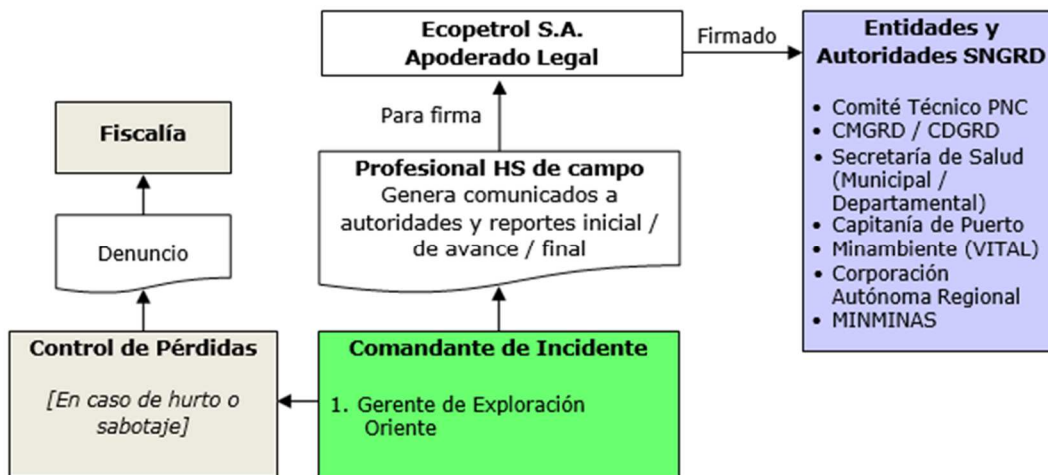 Ecopetrol S.A.
Apoderado Legal
Firmado
Entidades y
Autoridades SNGRD
• Comité Técnico PNC
• CMGRD / CDGRD
• Secretaría de Salud
(Municipal /
Departamental)
• Capitanía de Puerto
• Minambiente (VITAL)
• Corporación
Autónoma Regional
• MINMINAS
Para firma
Fiscalía
Profesional HS de campo
Genera comunicados a
autoridades y reportes inicial /
de avance / final
Denuncio
Control de Pérdidas
[En caso de hurto o
sabotaje]
Comandante de Incidente
1. Gerente de Exploración
Oriente